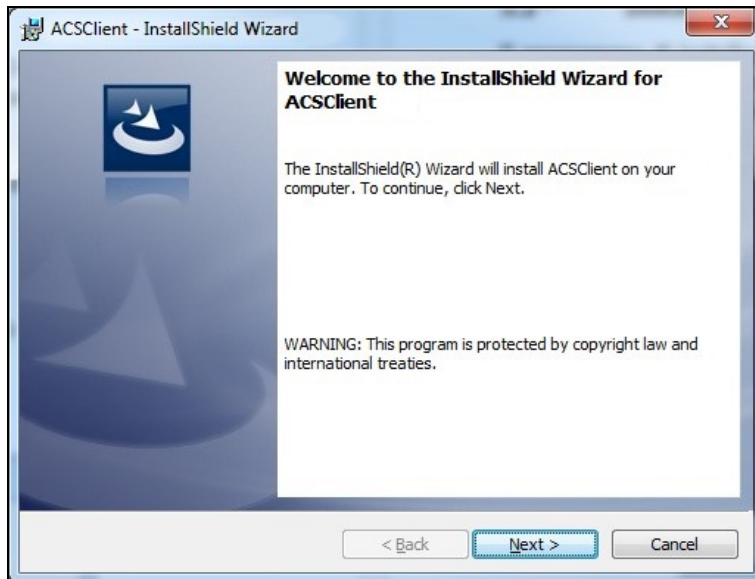 ACSClient - InstallShield Wizard
Welcome to the InstallShield Wizard for
ACSClient
The InstallShield(R) Wizard will install ACSClient on your
computer. To continue, click Next.
WARNING: This program is protected by copyright law and
international treaties.
< Back
Next >
Cancel